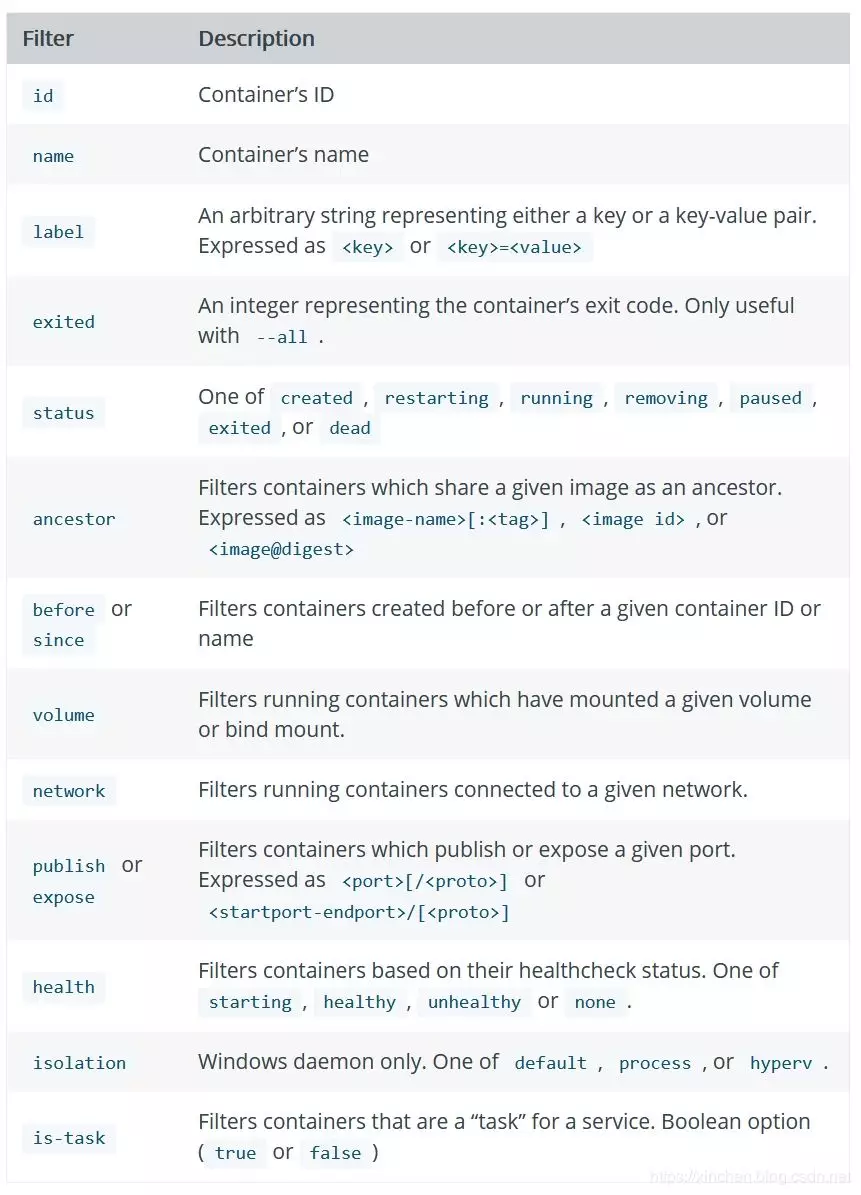 Filter Description
id Container’s ID
name Container’s name
An arbitrary string representing either a key or a key-value pair.
label
Expressed as <key> or <key>=<value>
An integer representing the container’s exit code. Only useful
exited
with --all .
One of created , restarting , running , removing , paused ,
status
exited , or dead
Filters containers which share a given image as an ancestor.
ancestor Expressed as <image-name>[:<tag>] , <image id> , or
<image@digest>
before or Filters containers created before or after a given container ID or
since name
Filters running containers which have mounted a given volume
volume
or bind mount.
network Filters running containers connected to a given network.
Filters containers which publish or expose a given port.
publish or Expressed as <port>[/<proto>] or
expose <startport-endport>/[<proto>]
Filters containers based on their healthcheck status. One of
health
starting , healthy , unhealthy or none .
isolation Windows daemon only. One of default , process , or hyperv .
Filters containers that are a “task” for a service. Boolean option
is-task
( true or false )
https://xinchen.blog.csdn.net